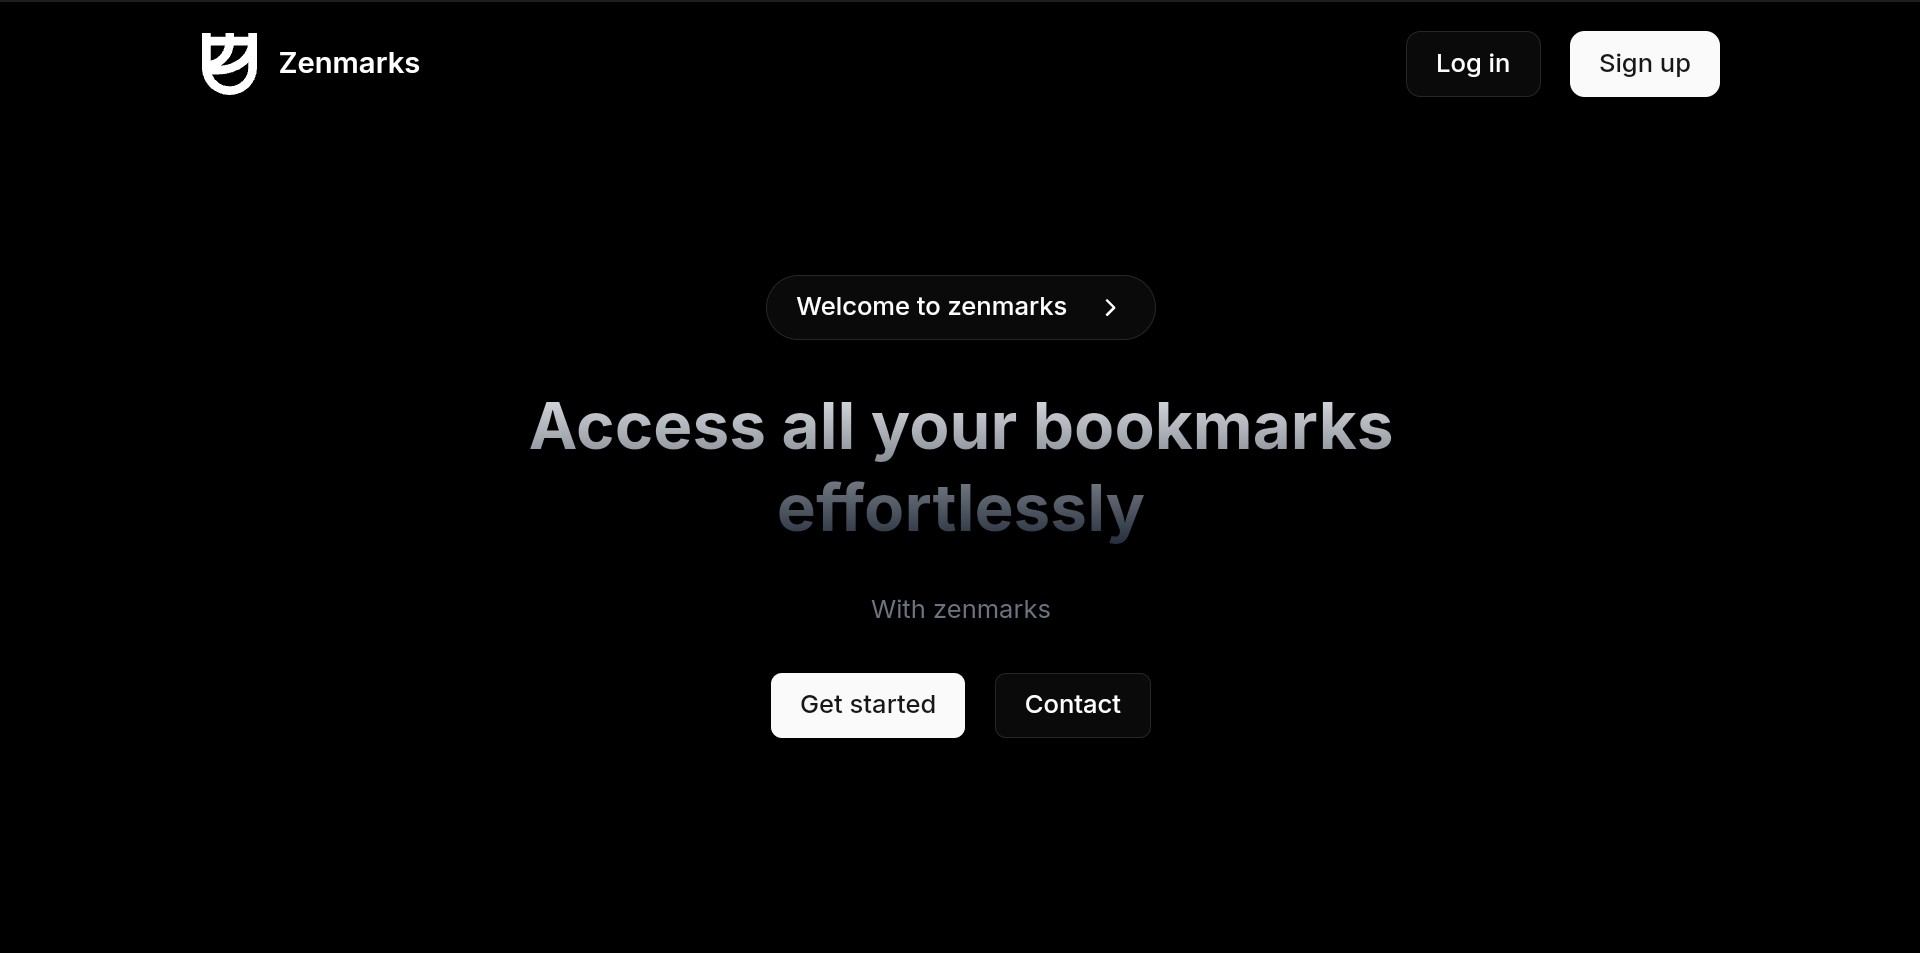 Zenmarks
Log in
Sign up
Welcome to zenmarks
Access all your bookmarks
effortlessly
With zenmarks
Get started
Contact